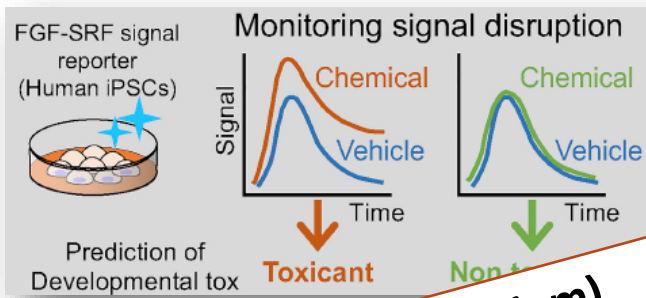 FGF-SRF signal
reporter
(Human iPSCs)
Monitoring signal disruption
Signal
Chemical
Vehicle
Time
Chemical
Vehicle
Time
Prediction of
Developmental tox
Toxicant
Non